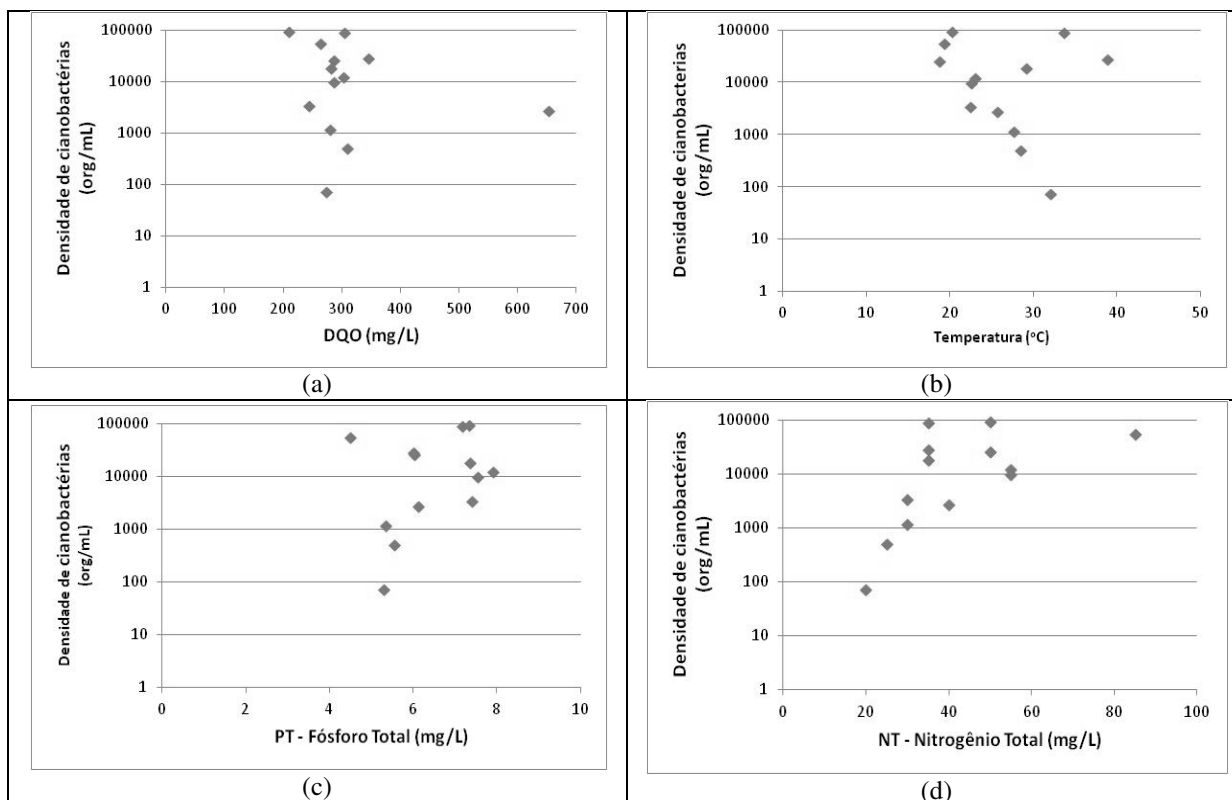 Densidade de cianobactérias
(org/mL)
100000
10000
1000
100
10
1
0 100 200 300 400 500 600 700
DQO (mg/L)
(a)
Densidade de cianobacterias
(org/mL)
100000
10000
1000
100
10
1
0 10 20 30 40 50
Temperatura (ºC)
(b)
Densidade de cianobactérias
(org/mL)
100000
10000
1000
100
10
1
0 2 4 6 8 10
PT - Fósforo Total (mg/L)
(c)
Densidade de cianobactérias
(org/mL)
100000
10000
1000
100
10
1
0 20 40 60 80 100
NT - Nitrogênio Total (mg/L)
(d)